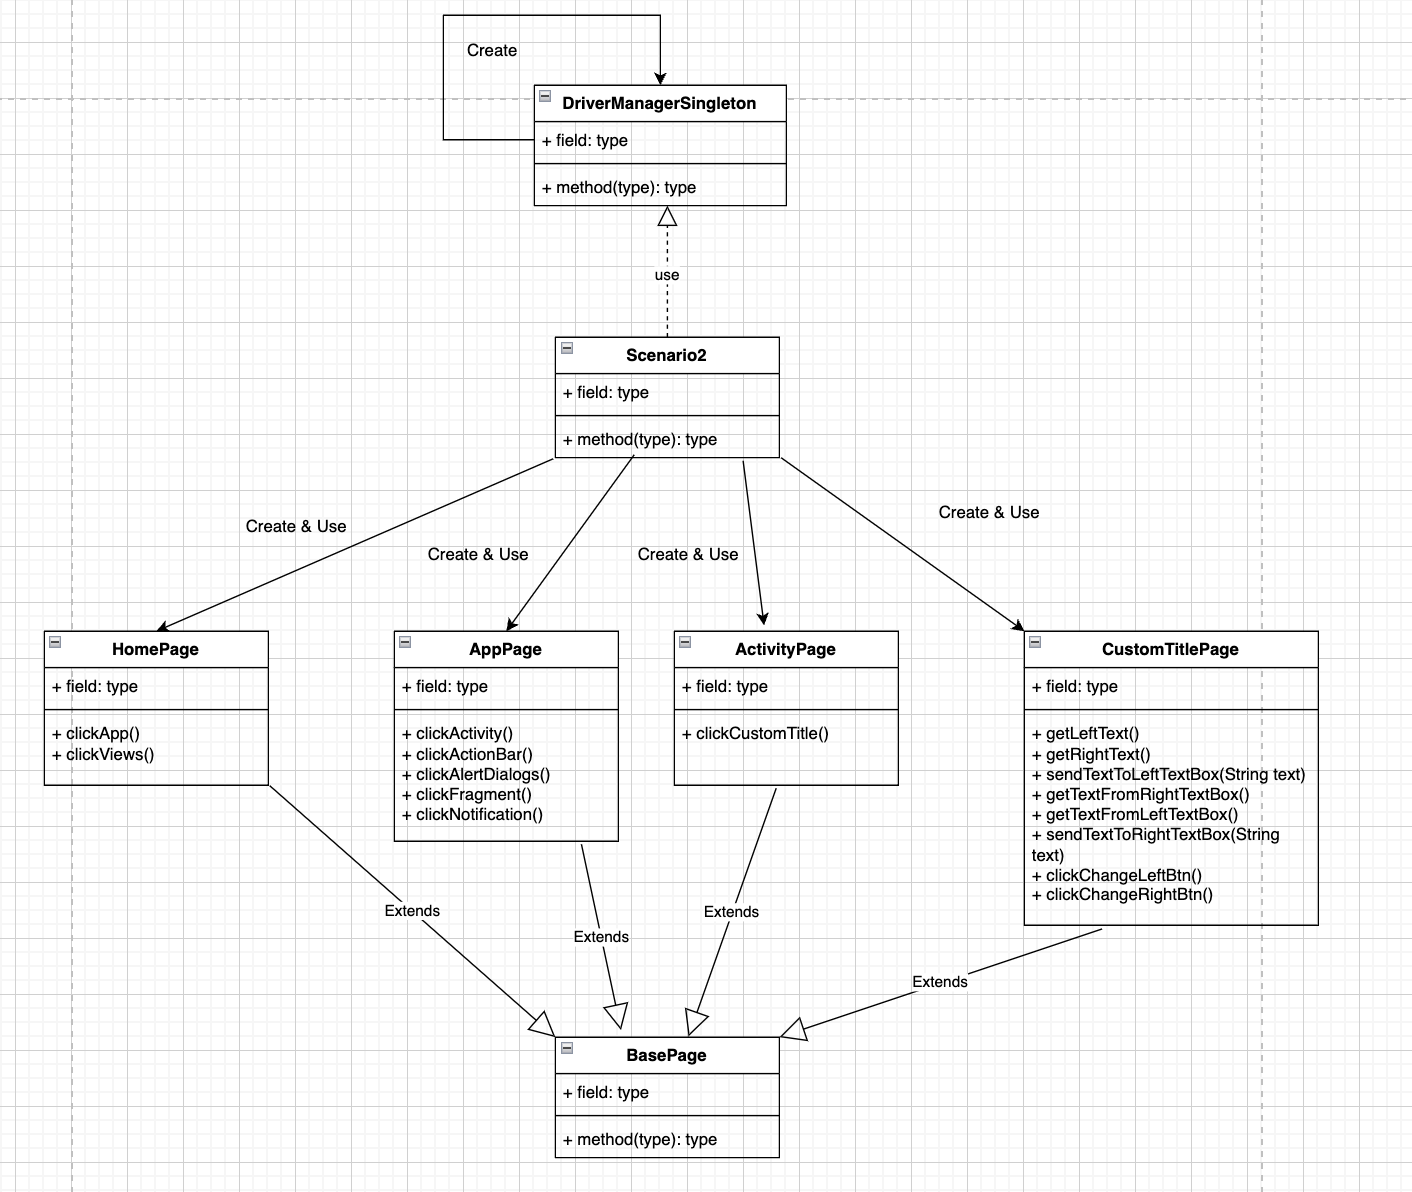 Create
DriverManagerSingleton
+ field: type
+ method(type): type
use
Scenario2
+ field: type
+ method(type): type
Create & Use
Create & Use
Create & Use
Create & Use
HomePage
+ field: type
+ clickApp()
+ clickViews()
AppPage
+ field: type
+ clickActivity()
+ clickActionBar()
+ clickAlertDialogs()
+ clickFragment()
+ clickNotification()
ActivityPage
+ field: type
+ clickCustomTitle()
CustomTitlePage
+ field: type
+ getLeftText()
+ getRightText()
+ sendTextToLeftTextBox(String text)
+ getTextFromRightTextBox()
+ getTextFromLeftTextBox()
+ sendTextToRightTextBox(String
text)
+ clickChangeLeftBtn()
+ clickChangeRightBtn()
Extends
Extends
Extends
Extends
BasePage
+ field: type
+ method(type): type